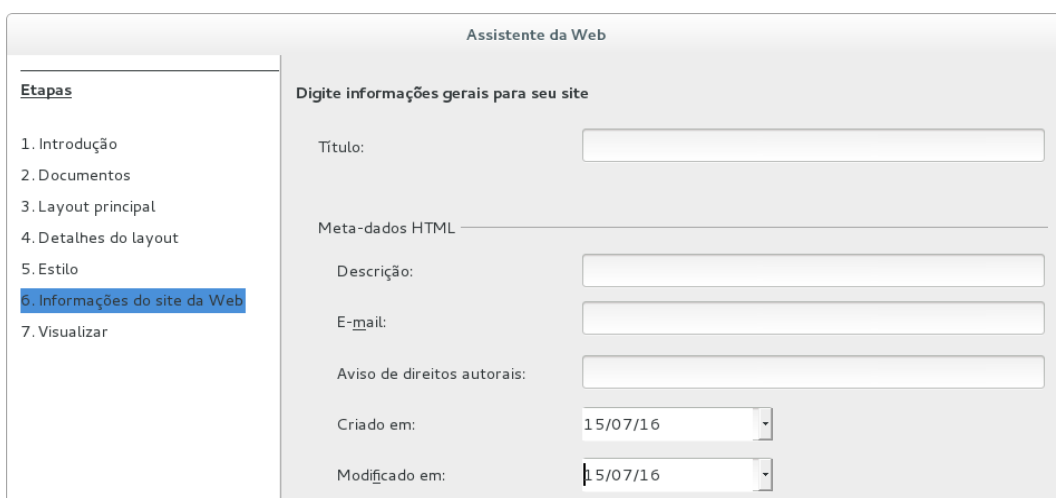 Assistente da Web
Etapas
1. Introdução
2. Documentos
3. Layout principal
4. Detalhes do layout
5. Estilo
6. Informações do site da Web
7. Visualizar
Digite informações gerais para seu site
Título:
Meta-dados HTML
Descrição:
E-mail:
Aviso de direitos autorais:
Criado em: 15/07/16
Modificado em: 15/07/16